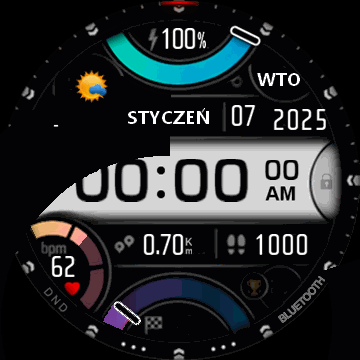 100%
WTO
-
STYCZEŃ 07 2025
00:00 00 AM
bpm 62
0.70 Km
1000
DND
BLUETOOTH